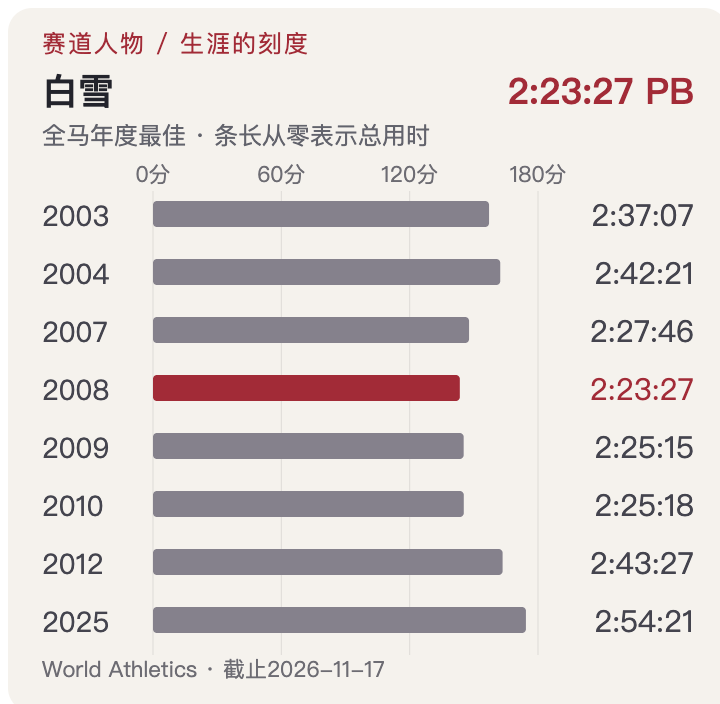 赛道人物 / 生涯的刻度
白雪 2:23:27 PB
全马年度最佳 · 条长从零表示总用时
0分 60分 120分 180分
2003 2:37:07
2004 2:42:21
2007 2:27:46
2008 2:23:27
2009 2:25:15
2010 2:25:18
2012 2:43:27
2025 2:54:21
World Athletics · 截止2026–11–17